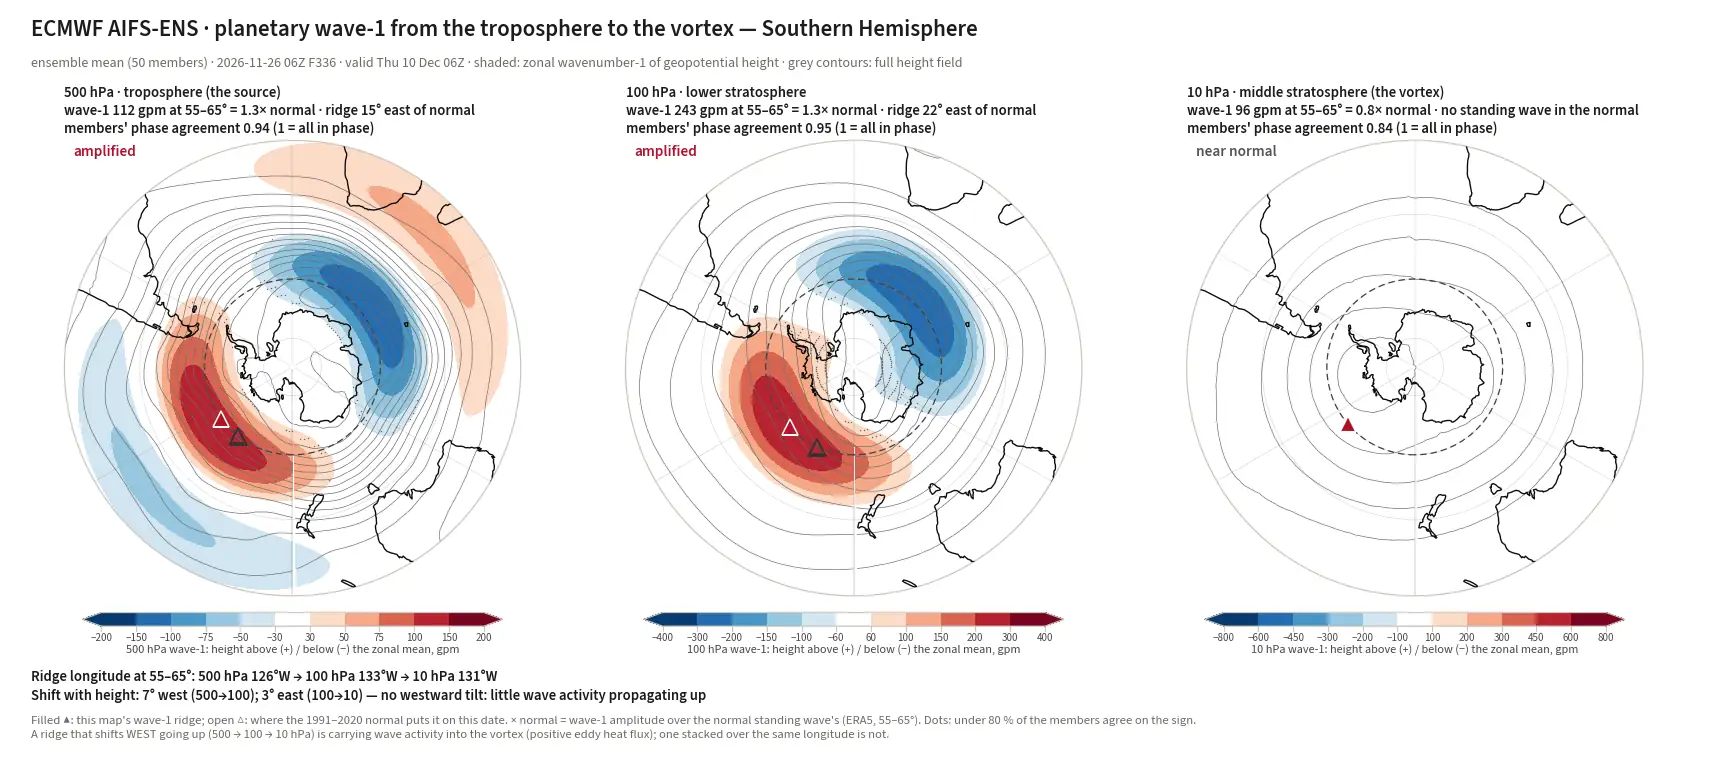 ECMWF AIFS-ENS · planetary wave-1 from the troposphere to the vortex — Southern Hemisphere
ensemble mean (50 members) · 2026-11-26 06Z F336 · valid Thu 10 Dec 06Z · shaded: zonal wavenumber-1 of geopotential height · grey contours: full height field
500 hPa · troposphere (the source)
wave-1 112 gpm at 55–65° = 1.3× normal · ridge 15° east of normal
members' phase agreement 0.94 (1 = all in phase)
amplified
100 hPa · lower stratosphere
wave-1 243 gpm at 55–65° = 1.3× normal · ridge 22° east of normal
members' phase agreement 0.95 (1 = all in phase)
amplified
10 hPa · middle stratosphere (the vortex)
wave-1 96 gpm at 55–65° = 0.8× normal · no standing wave in the normal
members' phase agreement 0.84 (1 = all in phase)
near normal
−200 −150 −100 −75 −50 −30 30 50 75 100 150 200
500 hPa wave-1: height above (+) / below (−) the zonal mean, gpm
−400 −300 −200 −150 −100 −60 60 100 150 200 300 400
100 hPa wave-1: height above (+) / below (−) the zonal mean, gpm
−800 −600 −450 −300 −200 −100 100 200 300 450 600 800
10 hPa wave-1: height above (+) / below (−) the zonal mean, gpm
Ridge longitude at 55–65°: 500 hPa 126°W → 100 hPa 133°W → 10 hPa 131°W
Shift with height: 7° west (500→100); 3° east (100→10) — no westward tilt: little wave activity propagating up
Filled ▲: this map's wave-1 ridge; open △: where the 1991–2020 normal puts it on this date. × normal = wave-1 amplitude over the normal standing wave's (ERA5, 55–65°). Dots: under 80 % of the members agree on the sign.
A ridge that shifts WEST going up (500 → 100 → 10 hPa) is carrying wave activity into the vortex (positive eddy heat flux); one stacked over the same longitude is not.